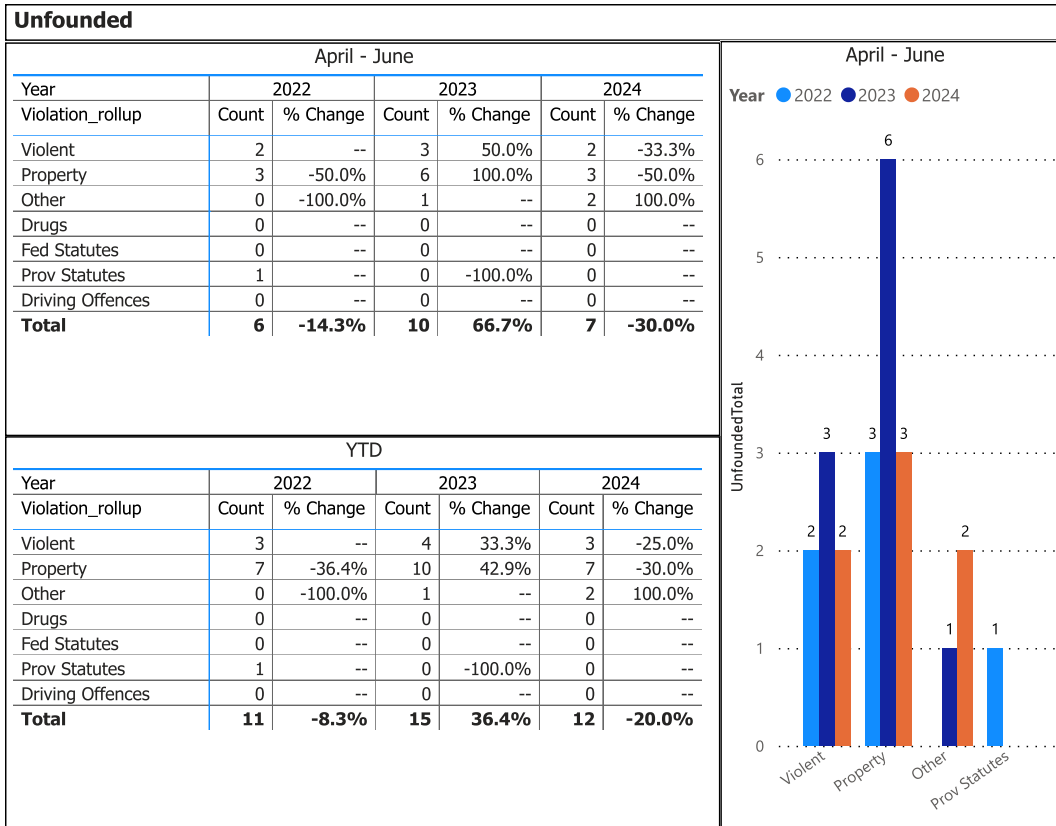 Unfounded
April - June
Year 2022 2023 2024
Violation_rollup Count % Change Count % Change Count % Change
Violent 2 -- 3 50.0% 2 -33.3%
Property 3 -50.0% 6 100.0% 3 -50.0%
Other 0 -100.0% 1 -- 2 100.0%
Drugs 0 -- 0 -- 0 --
Fed Statutes 0 -- 0 -- 0 --
Prov Statutes 1 -- 0 -100.0% 0 --
Driving Offences 0 -- 0 -- 0 --
Total 6 -14.3% 10 66.7% 7 -30.0%
YTD
Year 2022 2023 2024
Violation_rollup Count % Change Count % Change Count % Change
Violent 3 -- 4 33.3% 3 -25.0%
Property 7 -36.4% 10 42.9% 7 -30.0%
Other 0 -100.0% 1 -- 2 100.0%
Drugs 0 -- 0 -- 0 --
Fed Statutes 0 -- 0 -- 0 --
Prov Statutes 1 -- 0 -100.0% 0 --
Driving Offences 0 -- 0 -- 0 --
Total 11 -8.3% 15 36.4% 12 -20.0%
April - June
Year 2022 2023 2024
UnfoundedTotal
6
5
4
3
2
1
0
2 3 2
3 6 3
1 2
1
Violent Property Other Prov Statutes